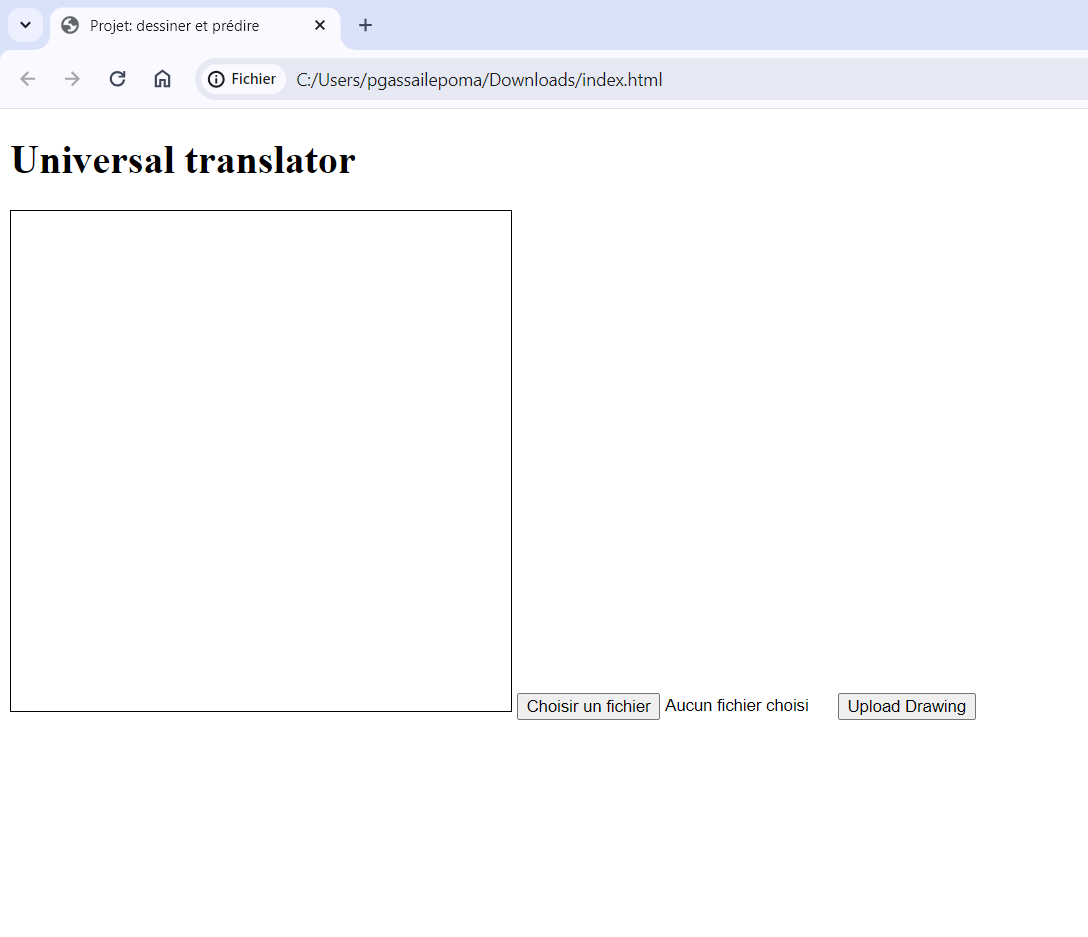 Projet: dessiner et prédire
Fichier C:/Users/pgassailepoma/Downloads/index.html
Universal translator
Choisir un fichier Aucun fichier choisi Upload Drawing